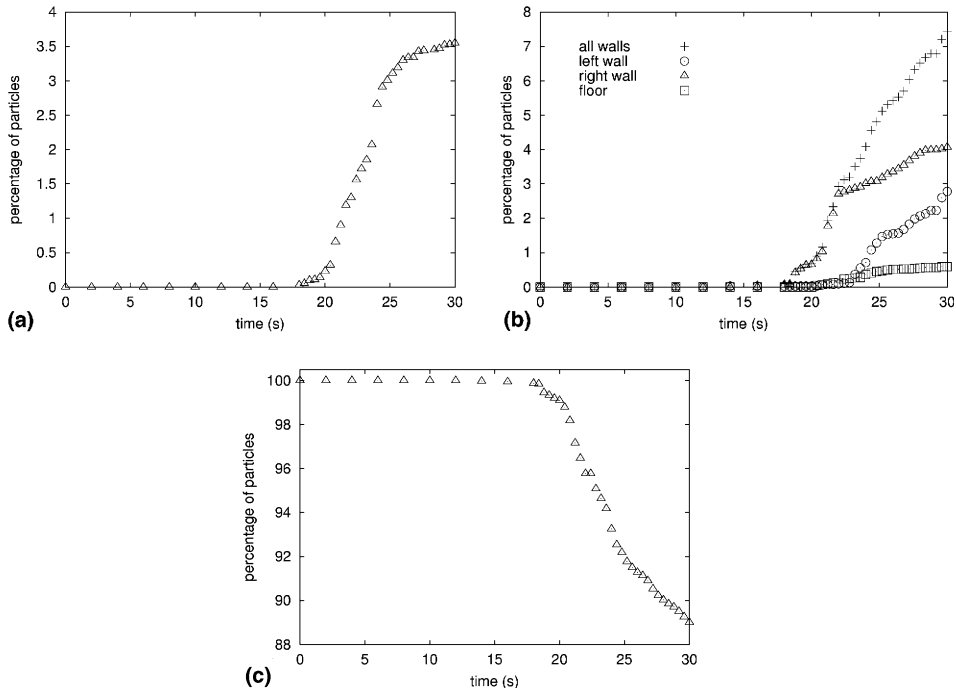 4
3.5
3
2.5
2
1.5
1
0.5
0
percentage of particles
0 5 10 15 20 25 30
time (s)
(a)
8
7
6
5
4
3
2
1
0
percentage of particles
all walls
left wall
right wall
floor
0 5 10 15 20 25 30
time (s)
(b)
100
98
96
94
92
90
88
percentage of particles
0 5 10 15 20 25 30
time (s)
(c)